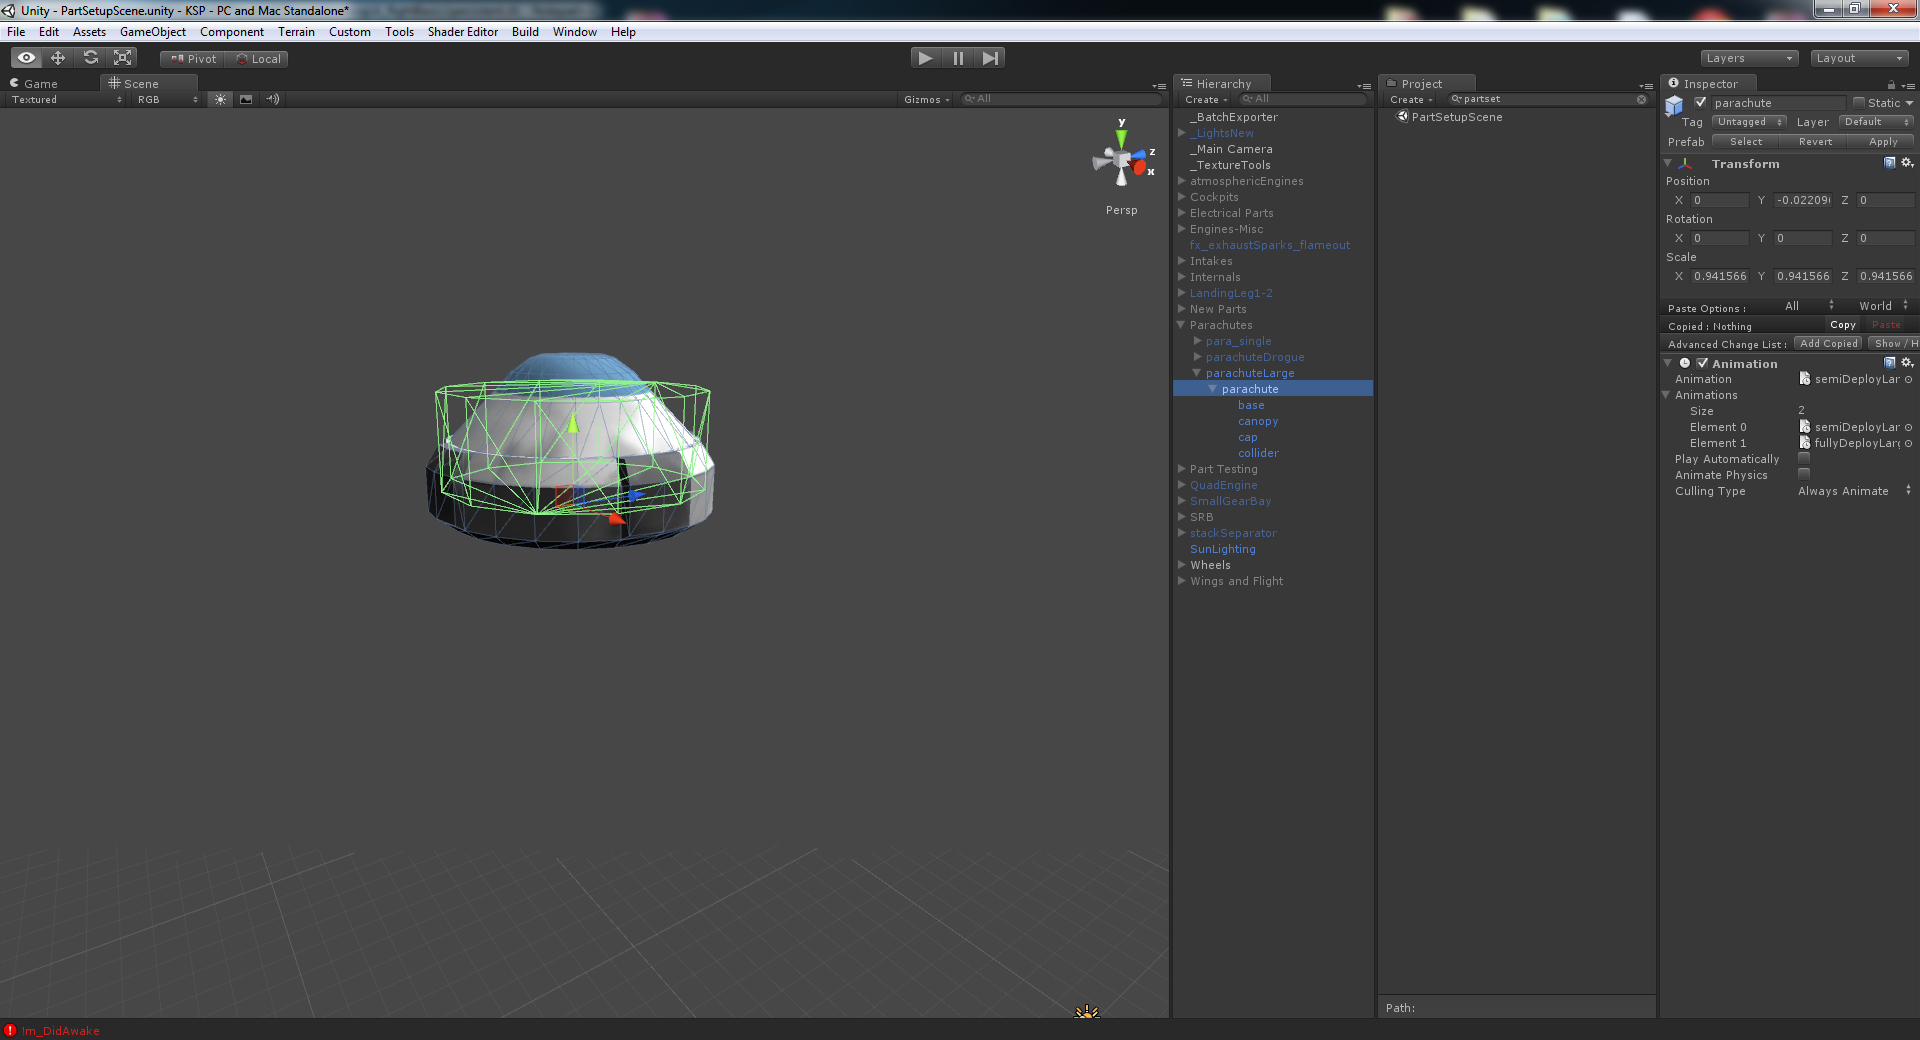 Unity - PartSetupScene.unity - KSP - PC and Mac Standalone*
File Edit Assets GameObject Component Terrain Custom Tools Shader Editor Build Window Help
Pivot Local
Layers Layout
Game Scene
Textured RGB Gizmos All
y
z
x
Persp
Hierarchy
Create All
_BatchExporter
_LightsNew
_Main Camera
_TextureTools
atmosphericEngines
Cockpits
Electrical Parts
Engines-Misc
fx_exhaustSparks_flameout
Intakes
Internals
LandingLeg1-2
New Parts
Parachutes
para_single
parachuteDrogue
parachuteLarge
parachute
base
canopy
cap
collider
Part Testing
QuadEngine
SmallGearBay
SRB
stackSeparator
SunLighting
Wheels
Wings and Flight
Project
Create partset
PartSetupScene
Path:
Inspector
parachute Static
Tag Untagged Layer Default
Prefab Select Revert Apply
Transform
Position
X 0 Y -0.02209 Z 0
Rotation
X 0 Y 0 Z 0
Scale
X 0.941566 Y 0.941566 Z 0.941566
Paste Options : All World
Copied : Nothing Copy Paste
Advanced Change List : Add Copied Show / H
Animation
Animation semiDeployLar
Animations
Size 2
Element 0 semiDeployLar
Element 1 fullyDeployLar
Play Automatically
Animate Physics
Culling Type Always Animate
!m_DidAwake